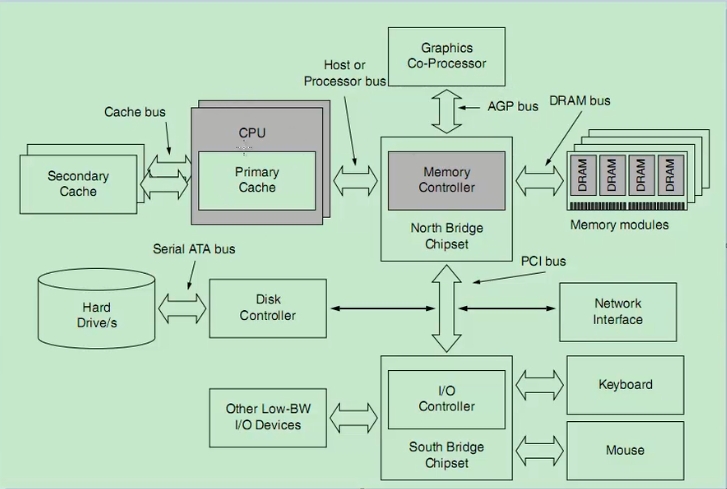 Graphics
Co-Processor
Host or
Processor bus
AGP bus
DRAM bus
Cache bus
CPU
Secondary
Cache
Primary
Cache
Memory
Controller
DRAM
DRAM
DRAM
DRAM
North Bridge
Chipset
Memory modules
Serial ATA bus
PCI bus
Hard
Drive/s
Disk
Controller
Network
Interface
I/O
Controller
Keyboard
Other Low-BW
I/O Devices
South Bridge
Chipset
Mouse